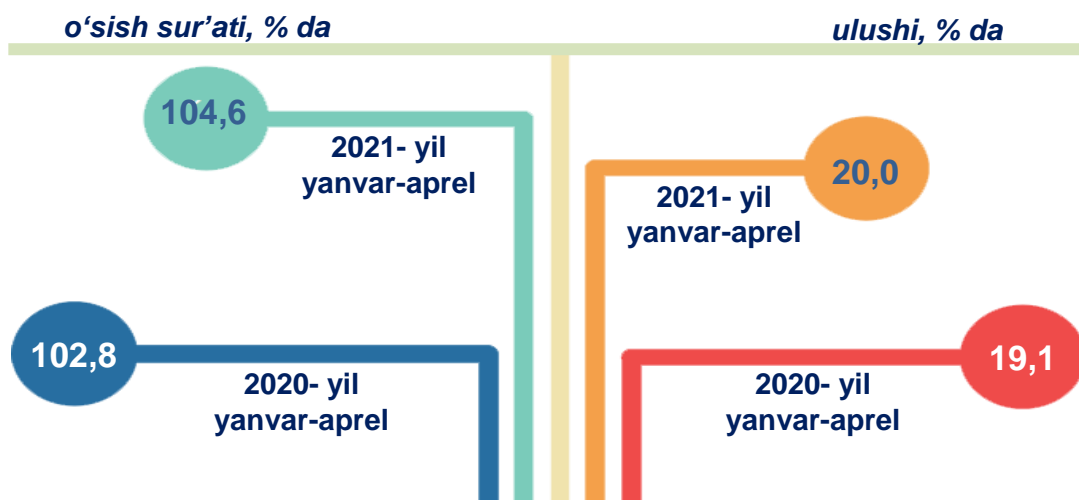 o‘sish sur’ati, % da
ulushi, % da
104,6
2021- yil
yanvar-aprel
20,0
2021- yil
yanvar-aprel
102,8
2020- yil
yanvar-aprel
19,1
2020- yil
yanvar-aprel